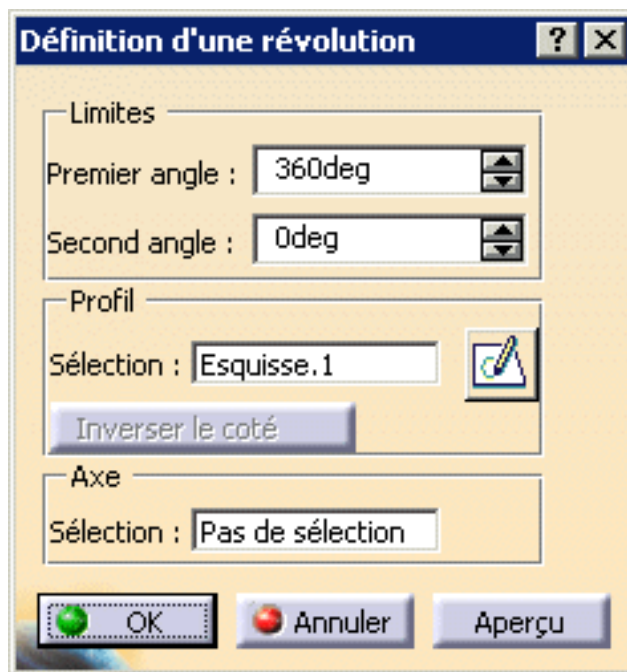 Définition d'une révolution
Limites
Premier angle : 360deg
Second angle : 0deg
Profil
Sélection : Esquisse.1
Inverser le coté
Axe
Sélection : Pas de sélection
OK Annuler Aperçu